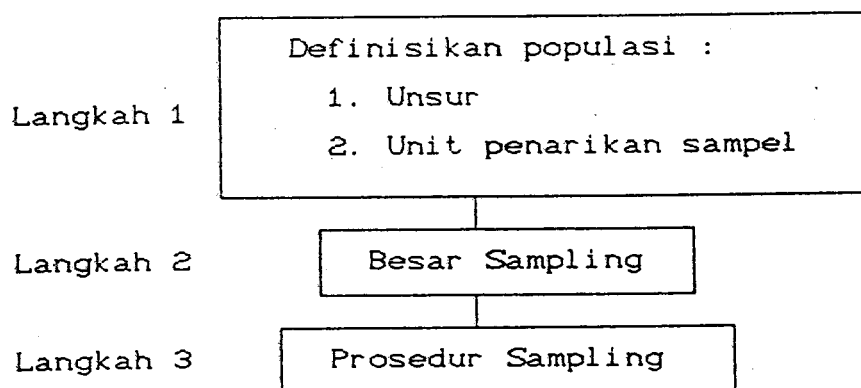 Definisikan populasi :
Langkah 1
1. Unsur
2. Unit penarikan sampel
Langkah 2 Besar Sampling
Langkah 3 Prosedur Sampling